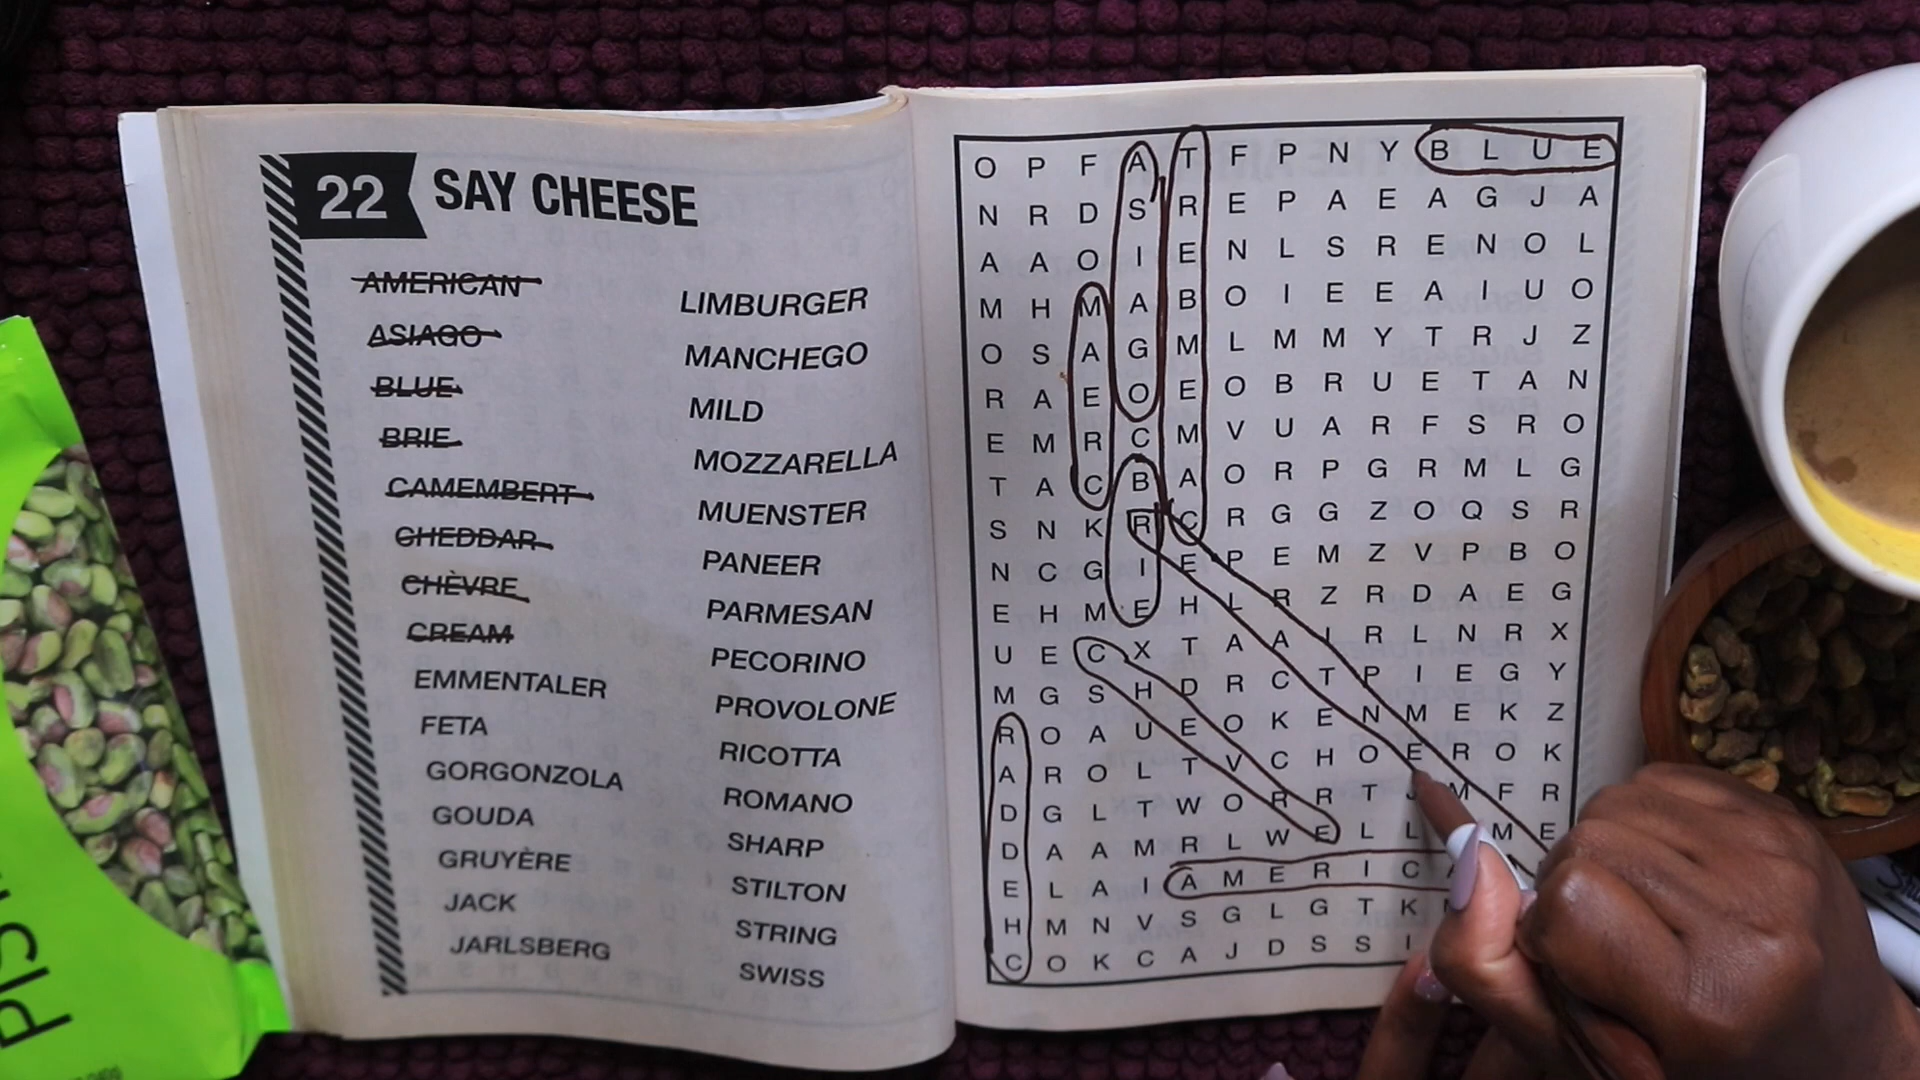 22 SAY CHEESE
AMERICAN
ASIAGO
BLUE
BRIE
CAMEMBERT
CHEDDAR
CHÈVRE
CREAM
EMMENTALER
FETA
GORGONZOLA
GOUDA
GRUYÈRE
JACK
JARLSBERG
LIMBURGER
MANCHEGO
MILD
MOZZARELLA
MUENSTER
PANEER
PARMESAN
PECORINO
PROVOLONE
RICOTTA
ROMANO
SHARP
STILTON
STRING
SWISS
O P F A T F P N Y B L U E
N R D S R E P A E A G J A
A A O I E N L S R E N O L
M H M A B O I E E A I U O
O S A G M L M M Y T R J Z
R A E O E O B R U E T A N
E M R C M V U A R F S R O
T A C B A O R P G R M L G
S N K R C R G G Z O Q S R
N C G I E P E M Z V P B O
E H M E H L R Z R D A E G
U E C X T A A I R L N R X
M G S H D R C T P I E G Y
R O A U E O K E N M E K Z
A R O L T V C H O E R O K
D G L T W O R R T J M F R
D A A M R L W E L L M E
E L A I A M E R I C A
H M N V S G L G T K
C O K C A J D S S I
PIS